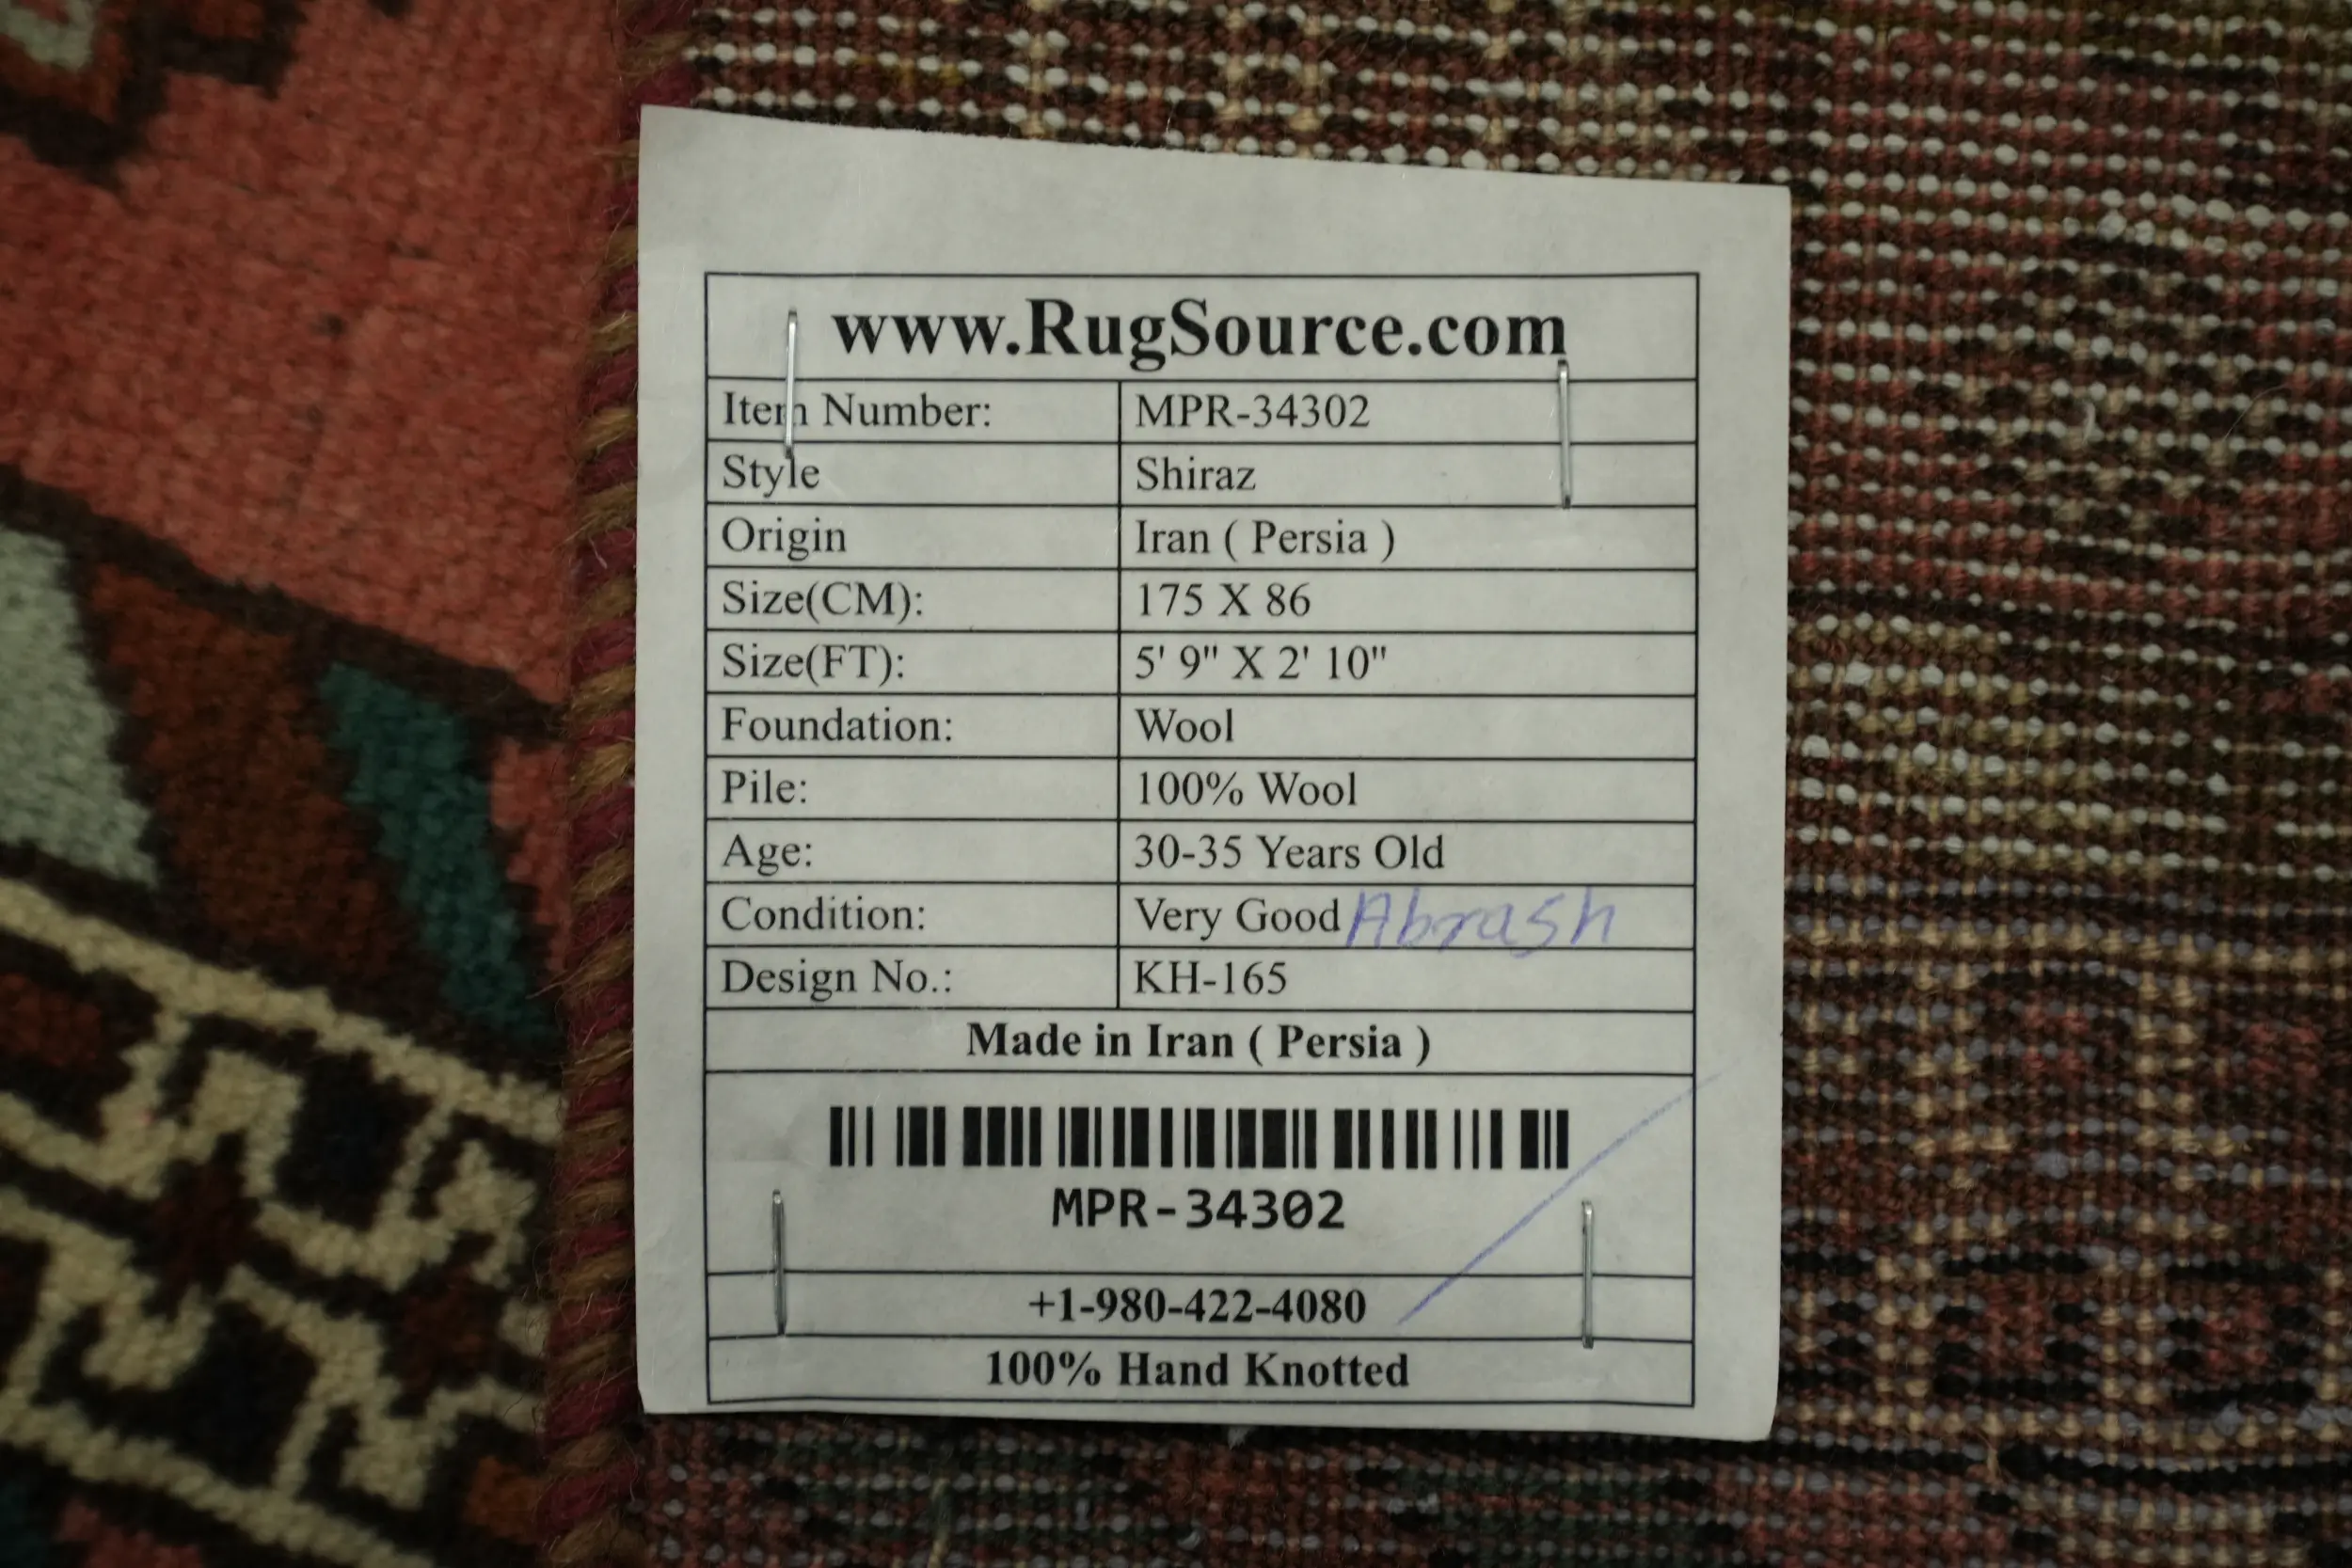 www.RugSource.com
Item Number: MPR-34302
Style Shiraz
Origin Iran ( Persia )
Size(CM): 175 X 86
Size(FT): 5' 9" X 2' 10"
Foundation: Wool
Pile: 100% Wool
Age: 30-35 Years Old
Condition: Very Good Abrash
Design No.: KH-165
Made in Iran ( Persia )
MPR-34302
+1-980-422-4080
100% Hand Knotted